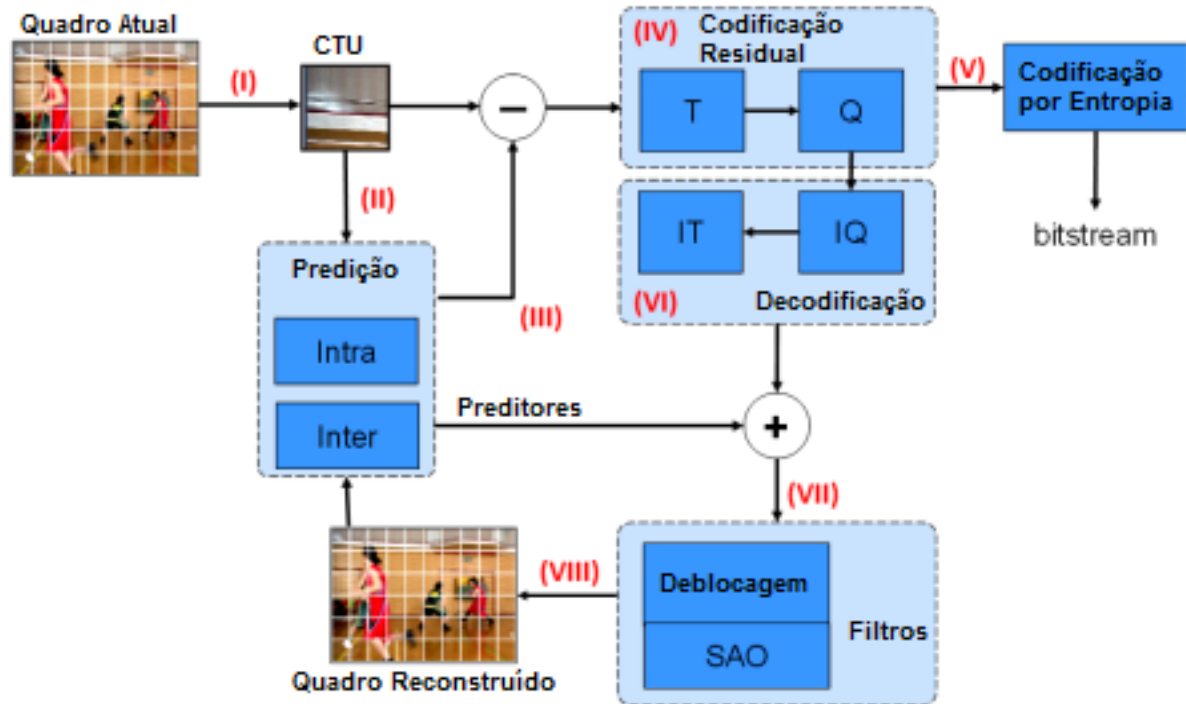 Quadro Atual
(I)
CTU
−
(II)
Predição
Intra
Inter
(III)
(IV)
Codificação
Residual
T
Q
(V)
Codificação
por Entropia
bitstream
IT
IQ
(VI)
Decodificação
Preditores
+
(VII)
Deblocagem
SAO
Filtros
(VIII)
Quadro Reconstruído